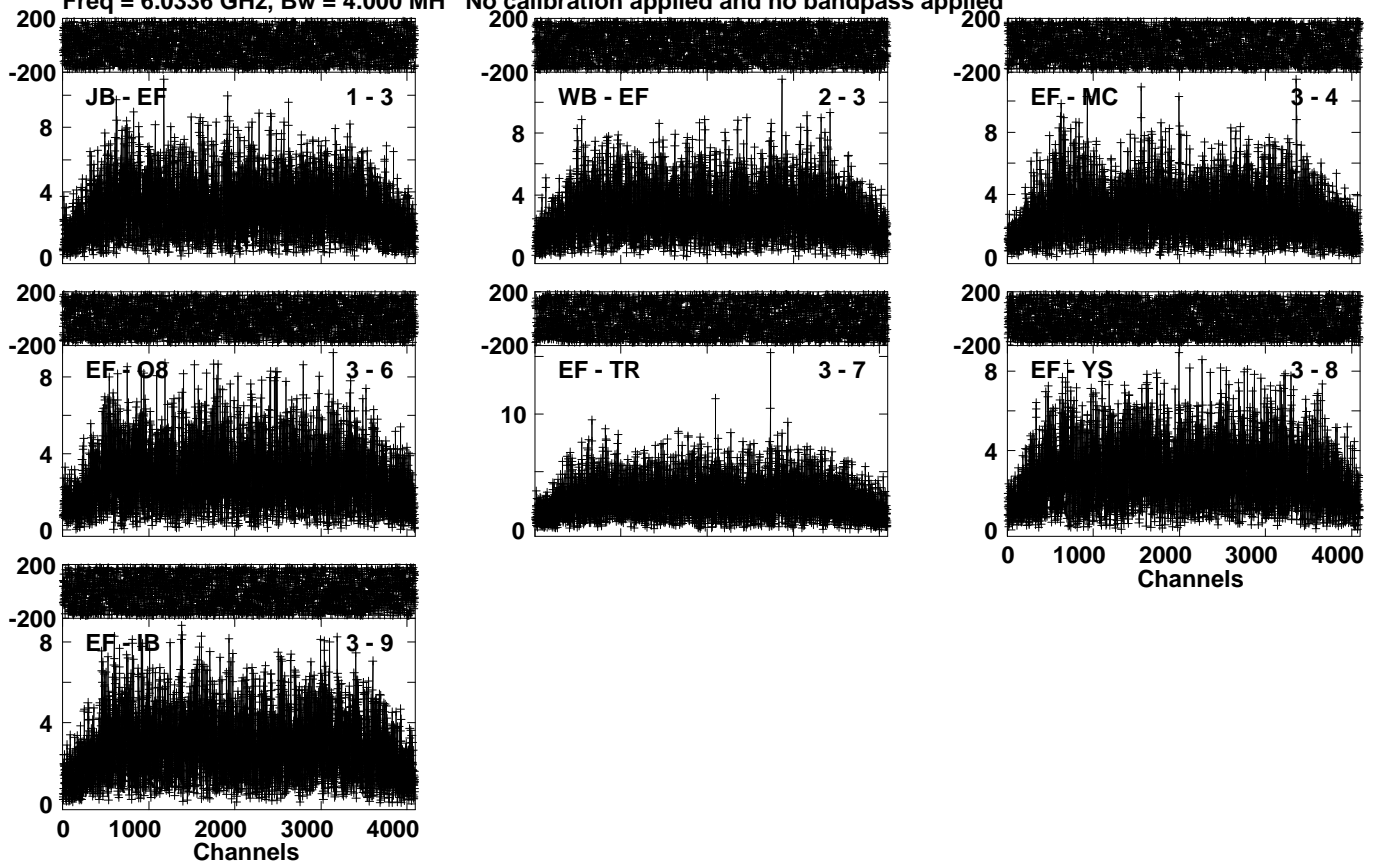 Freq = 6.0336 GHz, Bw = 4.000 MH No calibration applied and no bandpass applied
200 200 200
-200 -200 -200
JB - EF 1 - 3 WB - EF 2 - 3 EF - MC 3 - 4
8 8 8
4 4 4
0 0 0
200 200 200
-200 -200 -200
EF - O8 3 - 6 EF - TR 3 - 7 EF - YS 3 - 8
8 10 8
4 4
0 0 0
0 1000 2000 3000 4000
Channels
200
-200
EF - IB 3 - 9
8
4
0
0 1000 2000 3000 4000
Channels